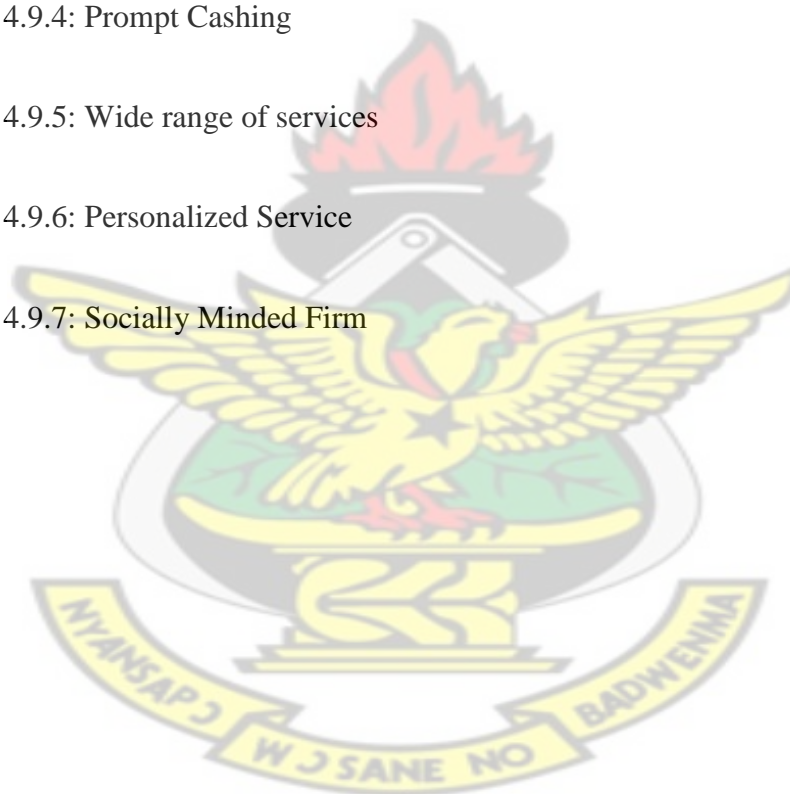 4.9.4: Prompt Cashing
4.9.5: Wide range of services
4.9.6: Personalized Service
4.9.7: Socially Minded Firm
NYANSAPƆ WƆSANE NO BADWENMA